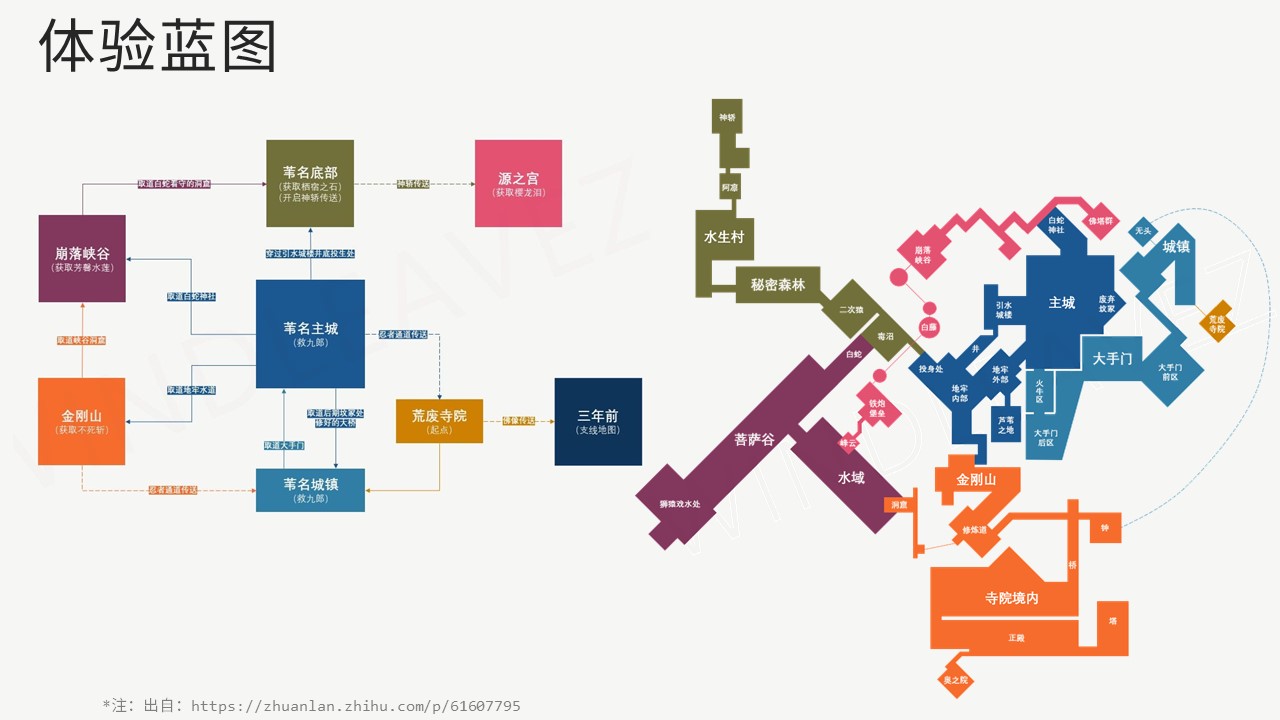 体验蓝图
苇名底部
(获取栖宿之石)
(开启神轿传送)
源之宫
(获取樱龙泪)
崩落峡谷
(获取芳馨水莲)
苇名主城
(救九郎)
金刚山
(获取不死斩)
荒废寺院
(起点)
三年前
(支线地图)
苇名城镇
(救九郎)
取道白蛇看守的洞窟
神轿传送
穿过引水城楼井底投生处
取道白蛇神社
忍者通道传送
取道峡谷洞窟
取道地牢水道
取道后期坟家处
修好的大桥
佛像传送
取道大手门
忍者通道传送
神轿
阿凛
水生村
秘密森林
二次猿
毒沼
白蛇
菩萨谷
狮猿戏水处
水域
崩落
峡谷
白藤
铁炮
堡垒
峰云
白蛇
神社
佛塔群
无头
城镇
荒废
寺院
主城
废弃
坟家
引水
城楼
井
投身处
地牢
内部
地牢
外部
芦苇
之地
火
牛
区
大手门
大手门
前区
大手门
后区
金刚山
洞窟
修炼道
钟
桥
寺院境内
正殿
塔
奥之院
WINDLEAVEZ
*注：出自：https://zhuanlan.zhihu.com/p/61607795